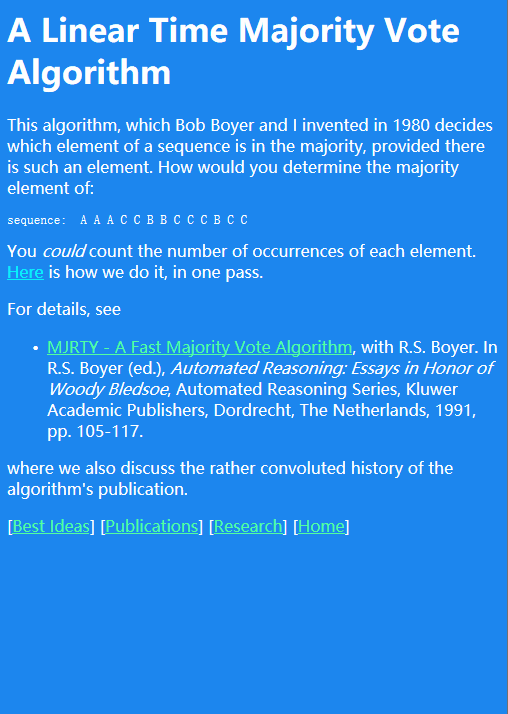 A Linear Time Majority Vote
Algorithm
This algorithm, which Bob Boyer and I invented in 1980 decides
which element of a sequence is in the majority, provided there
is such an element. How would you determine the majority
element of:
sequence: A A A C C B B C C C B C C
You could count the number of occurrences of each element.
Here is how we do it, in one pass.
For details, see
• MJRTY - A Fast Majority Vote Algorithm, with R.S. Boyer. In
R.S. Boyer (ed.), Automated Reasoning: Essays in Honor of
Woody Bledsoe, Automated Reasoning Series, Kluwer
Academic Publishers, Dordrecht, The Netherlands, 1991,
pp. 105-117.
where we also discuss the rather convoluted history of the
algorithm's publication.
[Best Ideas] [Publications] [Research] [Home]